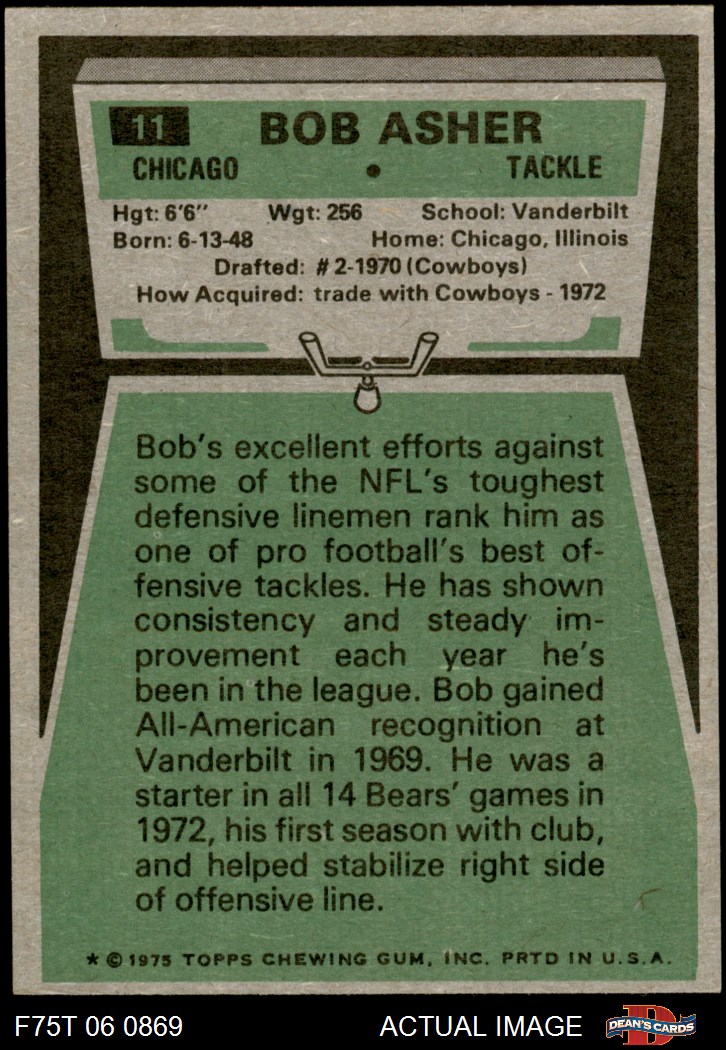 11 BOB ASHER
CHICAGO • TACKLE
Hgt: 6'6" Wgt: 256 School: Vanderbilt
Born: 6-13-48 Home: Chicago, Illinois
Drafted: #2-1970 (Cowboys)
How Acquired: trade with Cowboys - 1972
Bob's excellent efforts against
some of the NFL's toughest
defensive linemen rank him as
one of pro football's best of-
fensive tackles. He has shown
consistency and steady im-
provement each year he's
been in the league. Bob gained
All-American recognition at
Vanderbilt in 1969. He was a
starter in all 14 Bears' games in
1972, his first season with club,
and helped stabilize right side
of offensive line.
* © 1975 TOPPS CHEWING GUM, INC. PRTD IN U.S.A.
F75T 06 0869 ACTUAL IMAGE D DEAN'S CARDS